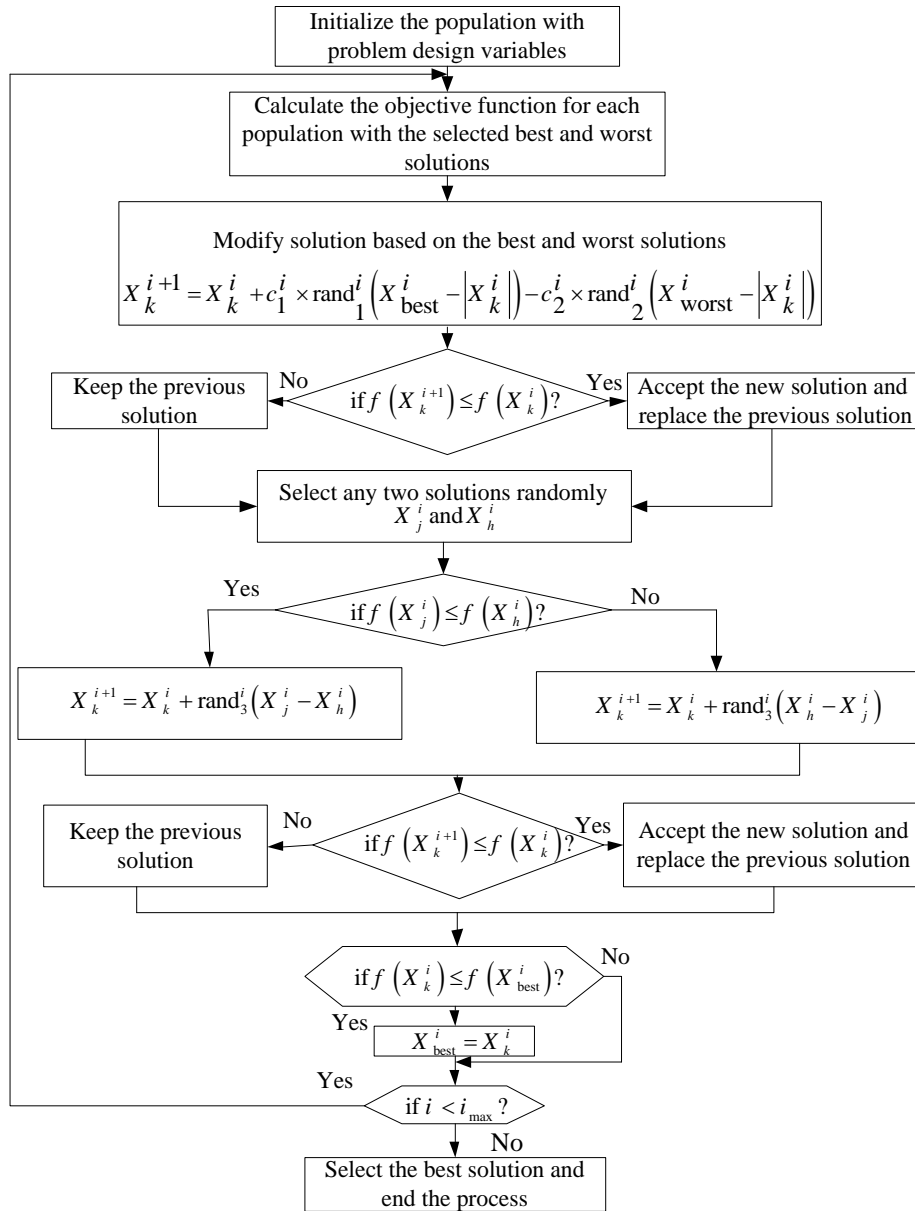 Initialize the population with
problem design variables
Calculate the objective function for each
population with the selected best and worst
solutions
Modify solution based on the best and worst solutions
X_k^{i+1} = X_k^i + c_1^i × rand_1^i (X_best^i - |X_k^i|) - c_2^i × rand_2^i (X_worst^i - |X_k^i|)
No
if f (X_k^{i+1}) ≤ f (X_k^i)?
Yes
Keep the previous
solution
Accept the new solution and
replace the previous solution
Select any two solutions randomly
X_j^i and X_h^i
Yes
if f (X_j^i) ≤ f (X_h^i)?
No
X_k^{i+1} = X_k^i + rand_3^i (X_j^i - X_h^i)
X_k^{i+1} = X_k^i + rand_3^i (X_h^i - X_j^i)
Keep the previous
solution
No
if f (X_k^{i+1}) ≤ f (X_k^i)?
Yes
Accept the new solution and
replace the previous solution
if f (X_k^i) ≤ f (X_best^i)?
No
Yes
X_best^i = X_k^i
Yes
if i < i_max ?
No
Select the best solution and
end the process